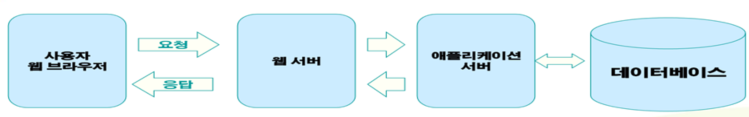 사용자
웹 브라우저
요청
응답
웹 서버
애플리케이션
서버
데이터베이스